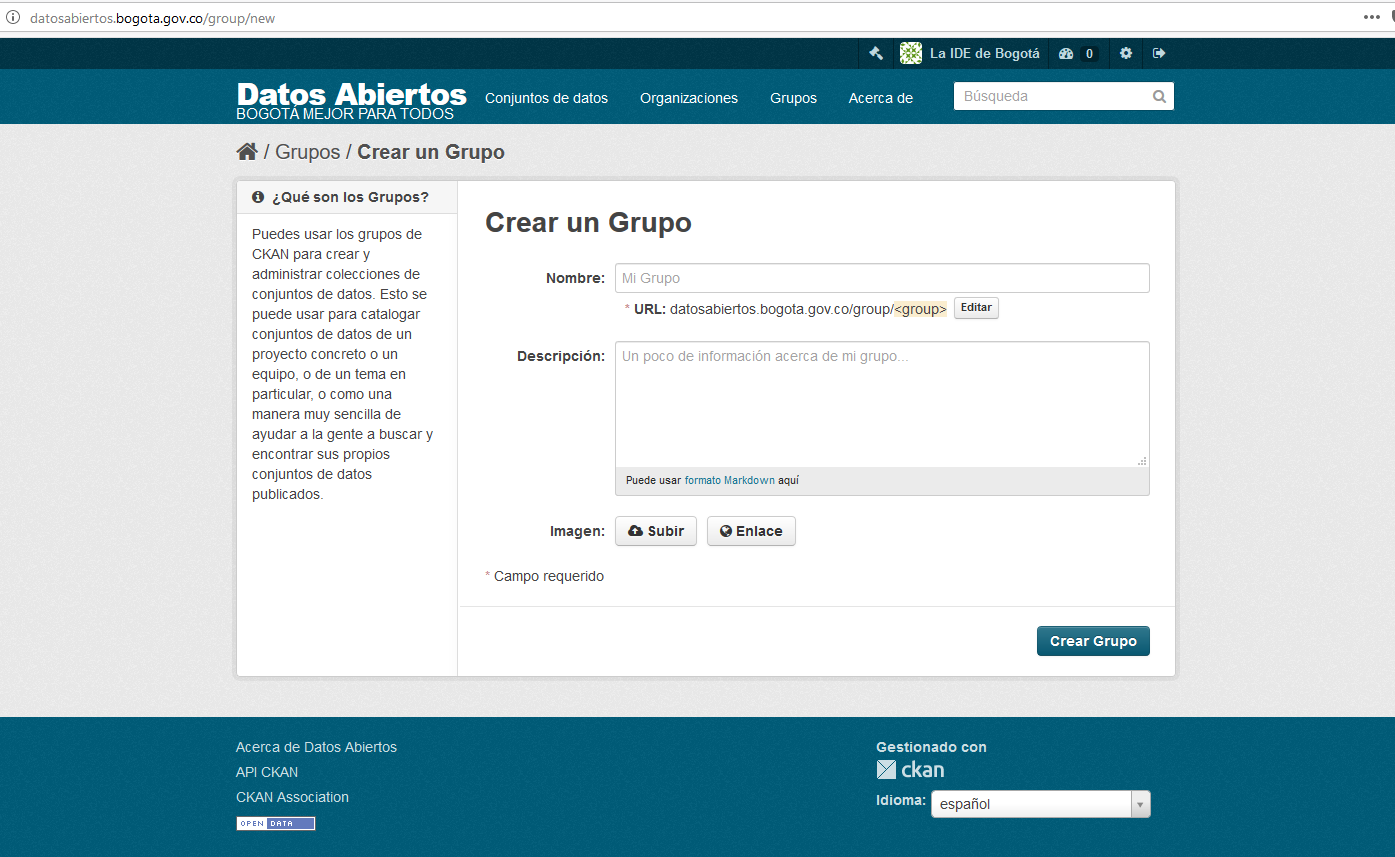 datosabiertos.bogota.gov.co/group/new
La IDE de Bogotá 0
Datos Abiertos
BOGOTÁ MEJOR PARA TODOS
Conjuntos de datos Organizaciones Grupos Acerca de Búsqueda
/ Grupos / Crear un Grupo
¿Qué son los Grupos?
Puedes usar los grupos de
CKAN para crear y
administrar colecciones de
conjuntos de datos. Esto se
puede usar para catalogar
conjuntos de datos de un
proyecto concreto o un
equipo, o de un tema en
particular, o como una
manera muy sencilla de
ayudar a la gente a buscar y
encontrar sus propios
conjuntos de datos
publicados.
Crear un Grupo
Nombre: Mi Grupo
* URL: datosabiertos.bogota.gov.co/group/<group> Editar
Descripción: Un poco de información acerca de mi grupo...
Puede usar formato Markdown aquí
Imagen: Subir Enlace
* Campo requerido
Crear Grupo
Acerca de Datos Abiertos
API CKAN
CKAN Association
OPEN DATA
Gestionado con
ckan
Idioma: español